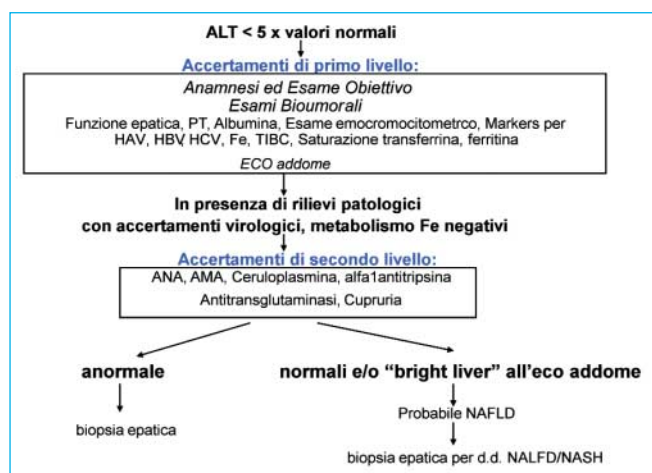 ALT < 5 x valori normali
Accertamenti di primo livello:
Anamnesi ed Esame Obiettivo
Esami Bioumorali
Funzione epatica, PT, Albumina, Esame emocromocitometrco, Markers per
HAV, HBV, HCV, Fe, TIBC, Saturazione transferrina, ferritina
ECO addome
In presenza di rilievi patologici
con accertamenti virologici, metabolismo Fe negativi
Accertamenti di secondo livello:
ANA, AMA, Ceruloplasmina, alfa1antitripsina
Antitransglutaminasi, Cupruria
anormale
normali e/o “bright liver” all'eco addome
biopsia epatica
Probabile NAFLD
biopsia epatica per d.d. NALFD/NASH